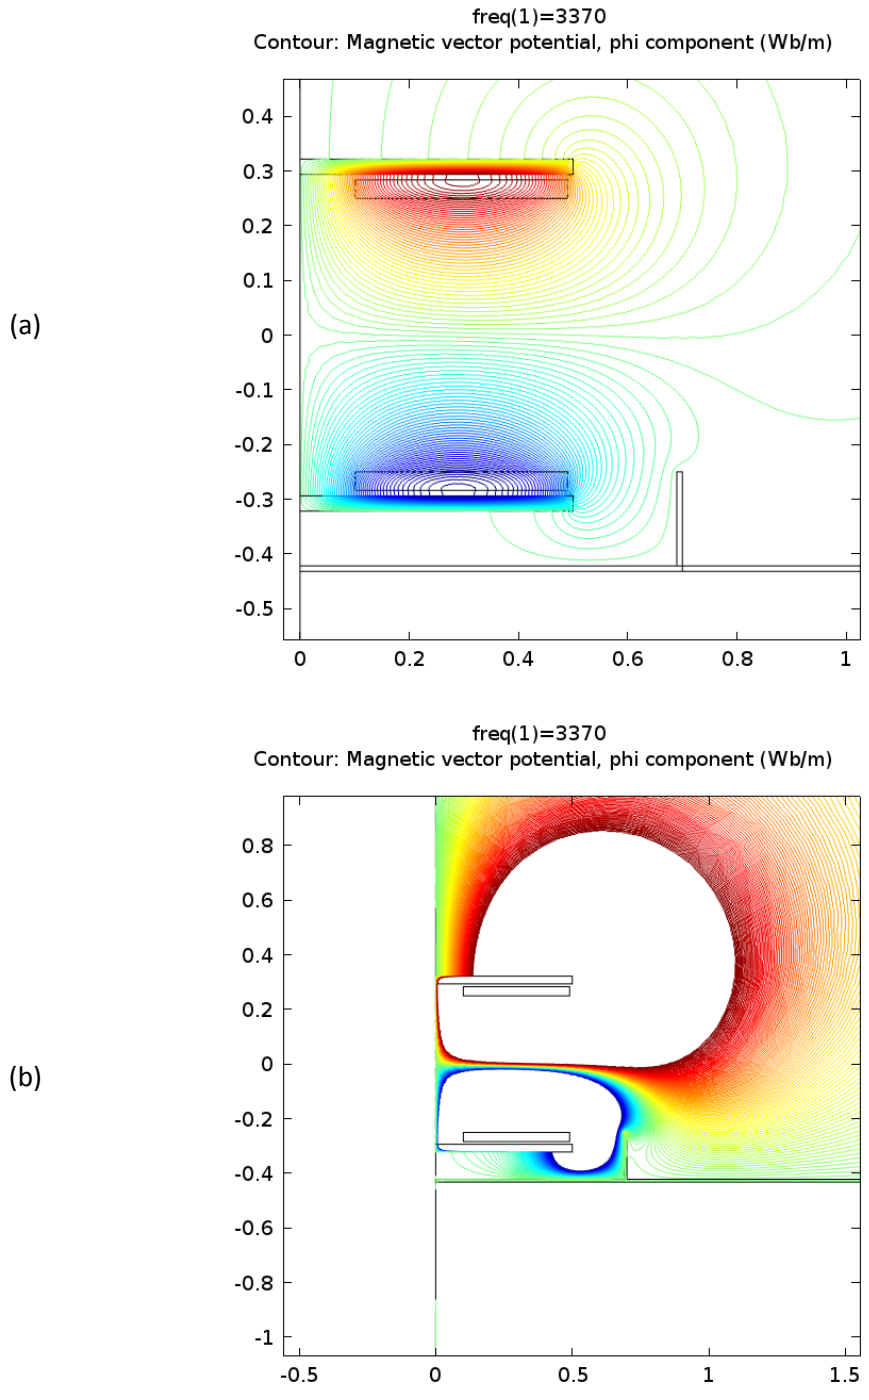 freq(1)=3370
Contour: Magnetic vector potential, phi component (Wb/m)
0.4
0.3
0.2
0.1
(a)
0
-0.1
-0.2
-0.3
-0.4
-0.5
0 0.2 0.4 0.6 0.8 1
freq(1)=3370
Contour: Magnetic vector potential, phi component (Wb/m)
0.8
0.6
0.4
0.2
0
(b)
-0.2
-0.4
-0.6
-0.8
-1
-0.5 0 0.5 1 1.5